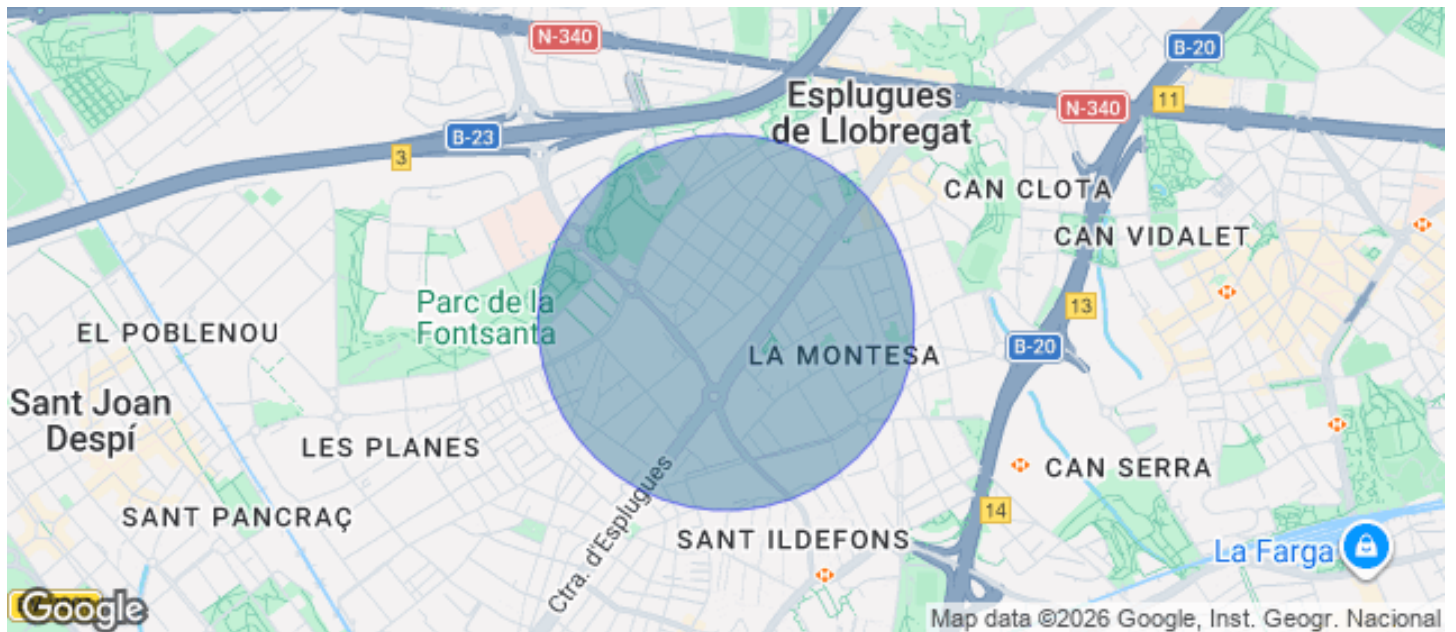 N-340
B-20
Esplugues
de Llobregat
11
N-340
B-23
3
CAN CLOTA
CAN VIDALET
Parc de la
Fontsanta
13
EL POBLENOU
B-20
LA MONTESA
Sant Joan
Despí
LES PLANES
CAN SERRA
Ctra. d'Esplugues
14
SANT PANCRAÇ
SANT ILDEFONS
La Farga
Google
Map data ©2026 Google, Inst. Geogr. Nacional